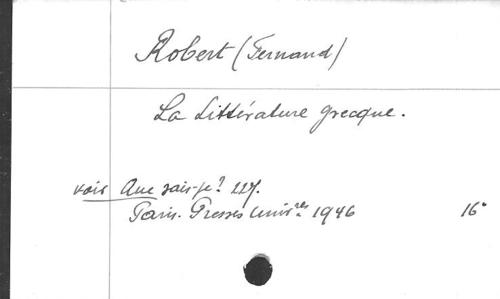 Robert (Fernand)
La Littérature grecque.
voir Que sais-je? 227.
Paris. Presses univ.res 1946 16°